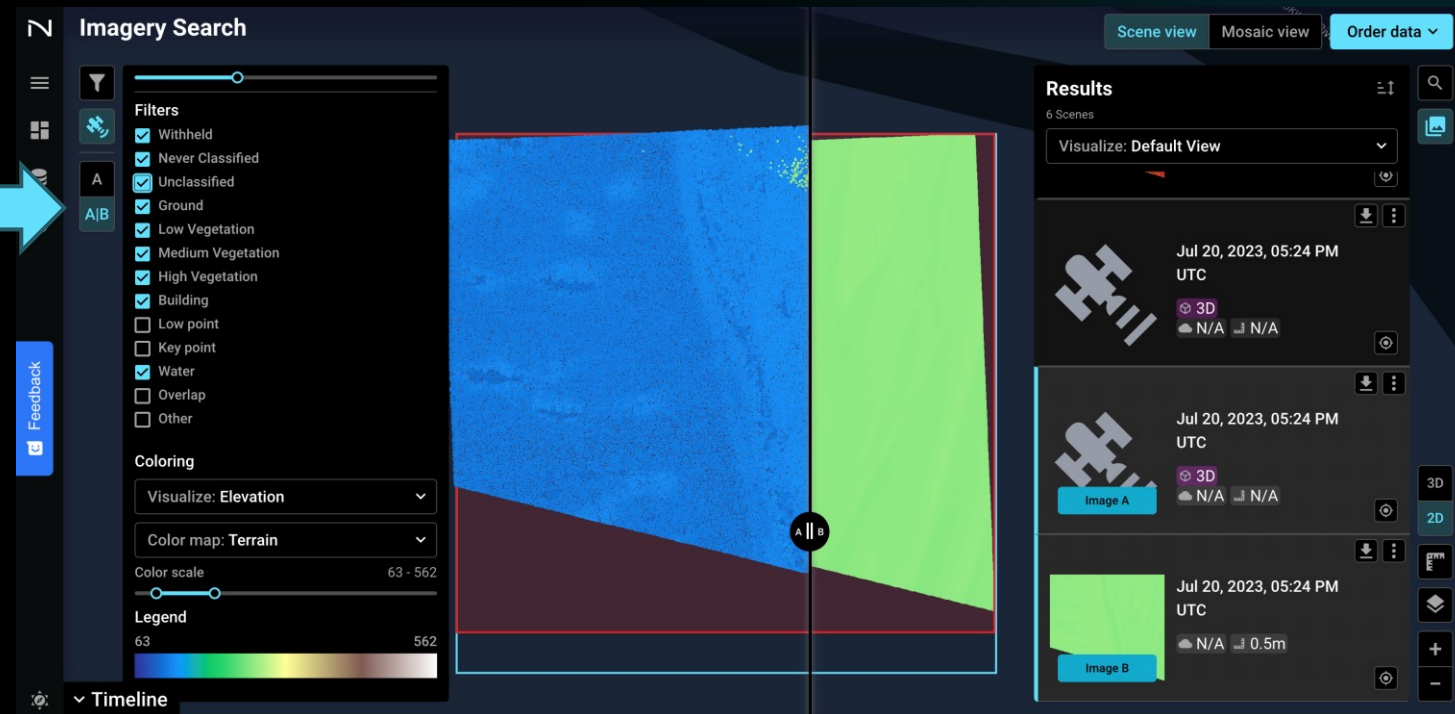 Imagery Search
Scene view
Mosaic view
Order data
A
A|B
Feedback
Filters
Withheld
Never Classified
Unclassified
Ground
Low Vegetation
Medium Vegetation
High Vegetation
Building
Low point
Key point
Water
Overlap
Other
Coloring
Visualize: Elevation
Color map: Terrain
Color scale 63 - 562
Legend
63 562
Timeline
A B
Results
6 Scenes
Visualize: Default View
Jul 20, 2023, 05:24 PM
UTC
3D
N/A N/A
Jul 20, 2023, 05:24 PM
UTC
3D
N/A N/A
Image A
Jul 20, 2023, 05:24 PM
UTC
N/A 0.5m
Image B
3D
2D
+
−